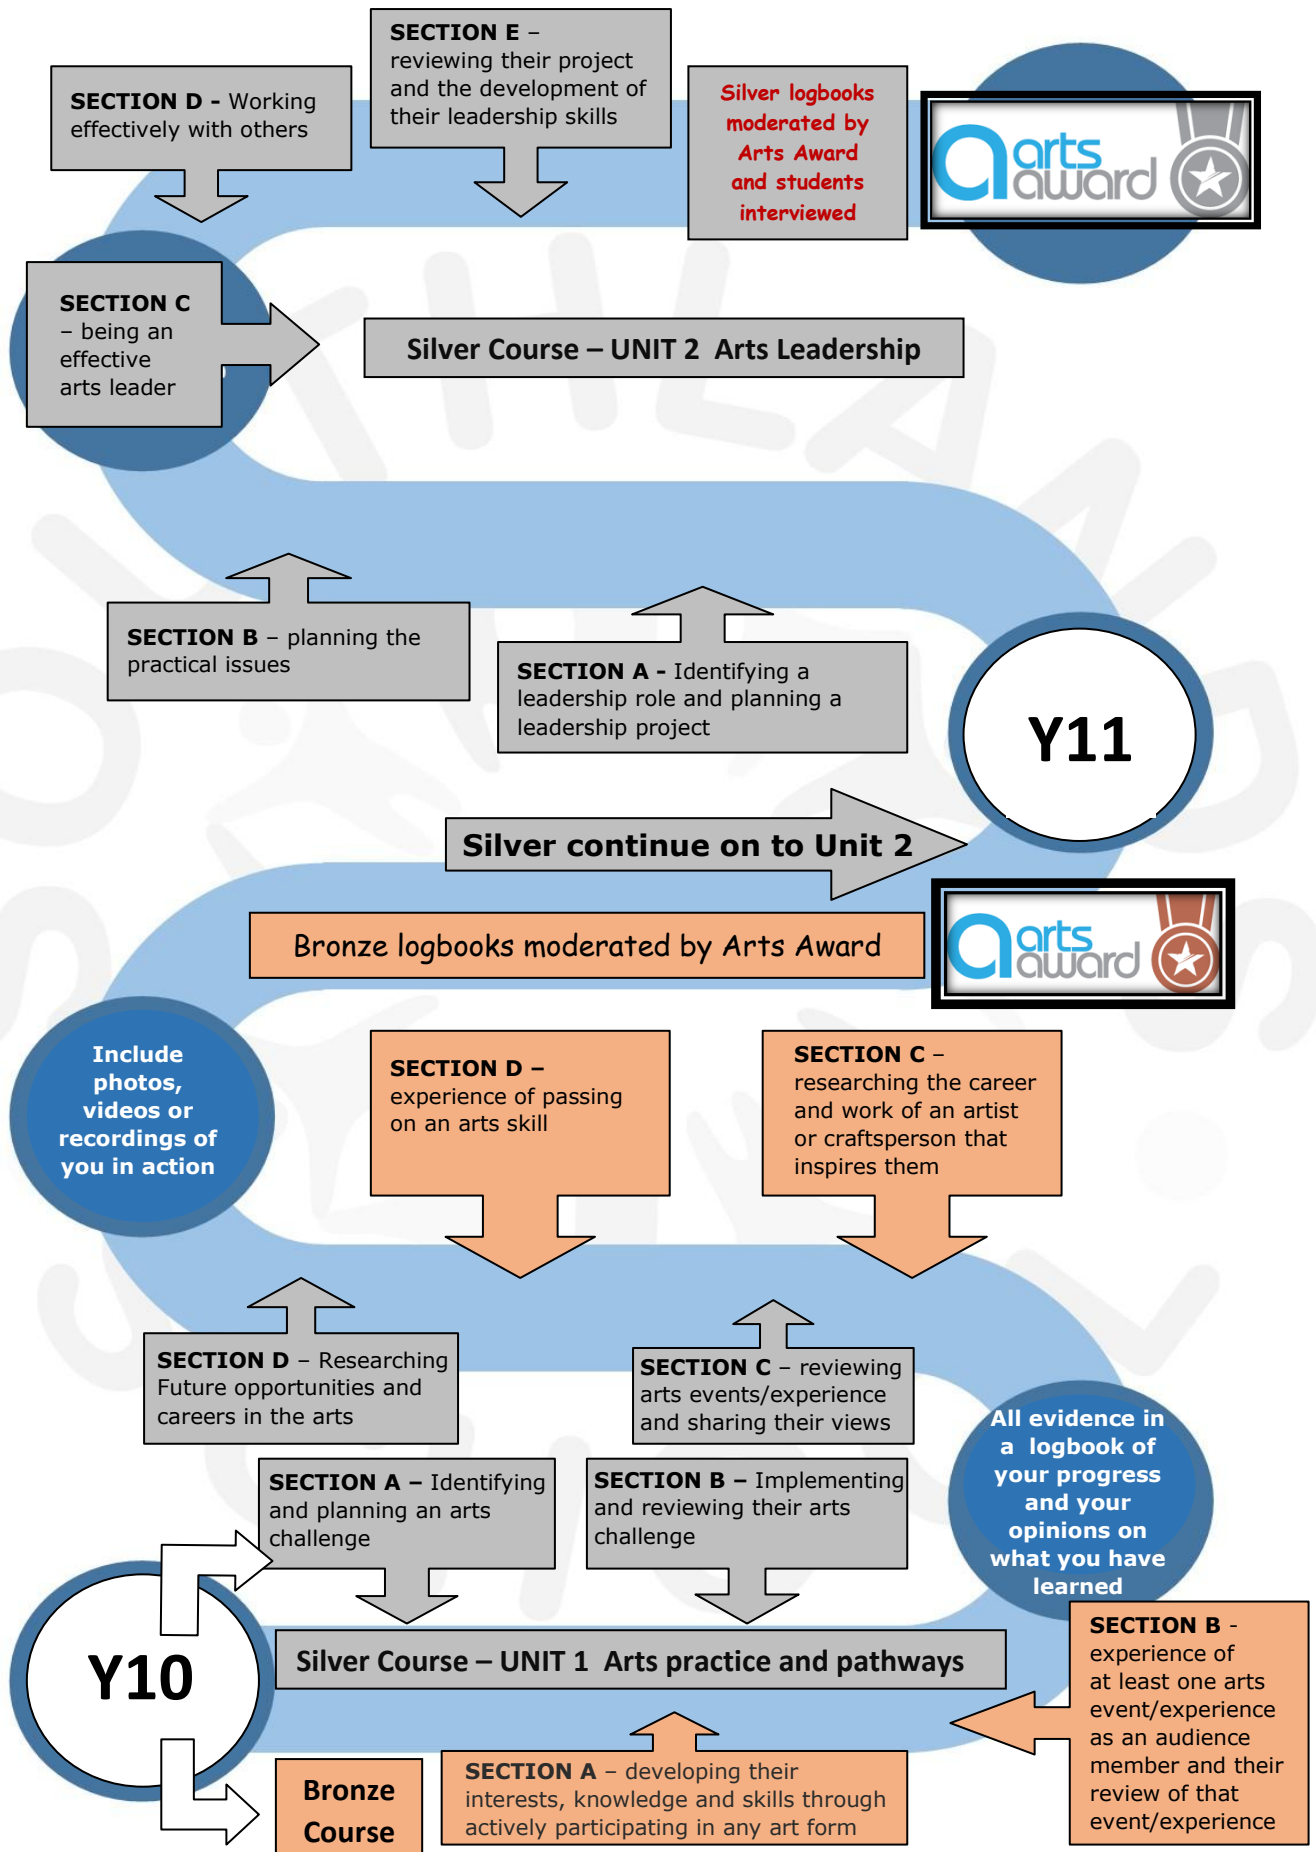 SECTION E –
reviewing their project
and the development of
their leadership skills
SECTION D - Working
effectively with others
Silver logbooks
moderated by
Arts Award
and students
interviewed
arts
award
SECTION C
– being an
effective
arts leader
Silver Course – UNIT 2 Arts Leadership
SECTION B – planning the
practical issues
SECTION A - Identifying a
leadership role and planning a
leadership project
Y11
Silver continue on to Unit 2
Bronze logbooks moderated by Arts Award
arts
award
Include
photos,
videos or
recordings of
you in action
SECTION D –
experience of passing
on an arts skill
SECTION C –
researching the career
and work of an artist
or craftsperson that
inspires them
SECTION D – Researching
Future opportunities and
careers in the arts
SECTION C – reviewing
arts events/experience
and sharing their views
All evidence in
a logbook of
your progress
and your
opinions on
what you have
learned
SECTION A – Identifying
and planning an arts
challenge
SECTION B – Implementing
and reviewing their arts
challenge
Y10
Silver Course – UNIT 1 Arts practice and pathways
SECTION B -
experience of
at least one arts
event/experience
as an audience
member and their
review of that
event/experience
Bronze
Course
SECTION A – developing their
interests, knowledge and skills through
actively participating in any art form